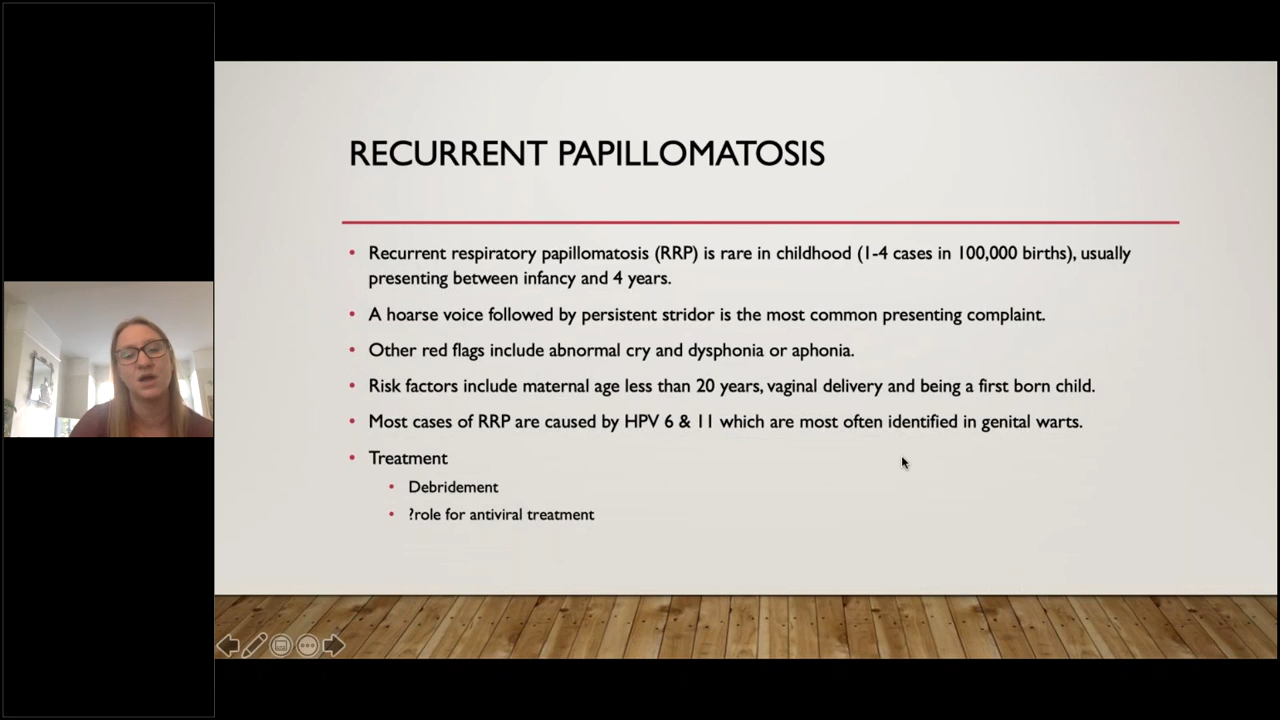 RECURRENT PAPILLOMATOSIS
• Recurrent respiratory papillomatosis (RRP) is rare in childhood (1-4 cases in 100,000 births), usually
presenting between infancy and 4 years.
• A hoarse voice followed by persistent stridor is the most common presenting complaint.
• Other red flags include abnormal cry and dysphonia or aphonia.
• Risk factors include maternal age less than 20 years, vaginal delivery and being a first born child.
• Most cases of RRP are caused by HPV 6 & 11 which are most often identified in genital warts.
• Treatment
• Debridement
• ?role for antiviral treatment